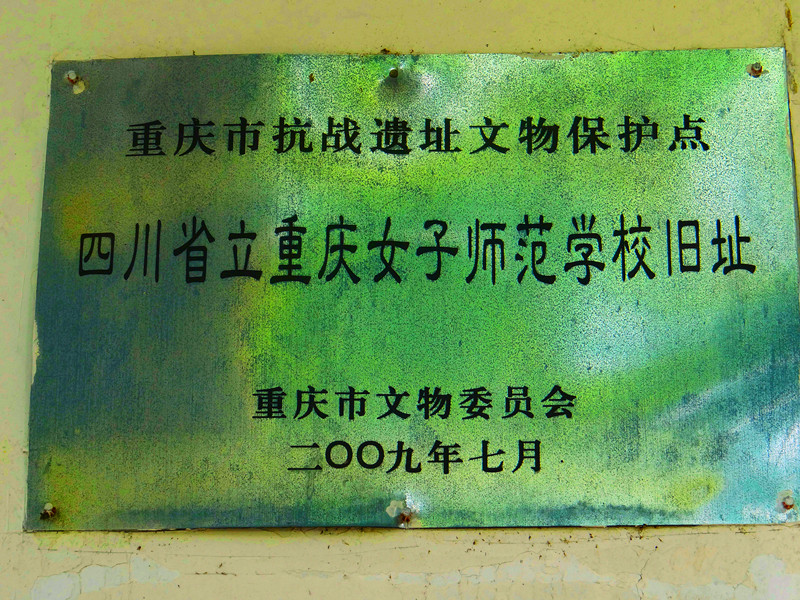 重庆市抗战遗址文物保护点
四川省立重庆女子师范学校旧址
重庆市文物委员会
二〇〇九年七月